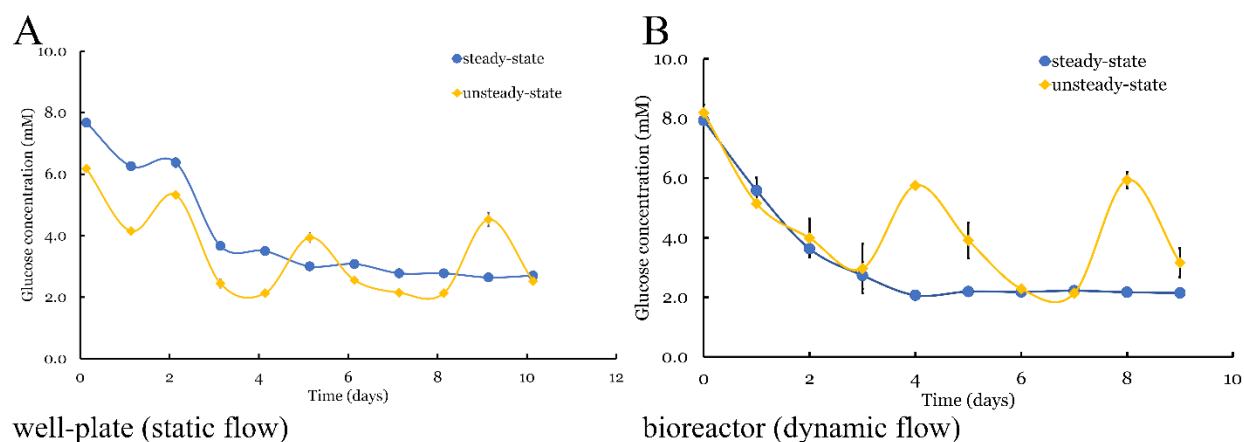 A
10.0
8.0
6.0
4.0
2.0
0.0
Glucose concentration (mM)
steady-state
unsteady-state
0 2 4 6 8 10 12
Time (days)
well-plate (static flow)
B
10.0
8.0
6.0
4.0
2.0
0.0
Glucose concentration (mM)
steady-state
unsteady-state
0 2 4 6 8 10
Time (days)
bioreactor (dynamic flow)